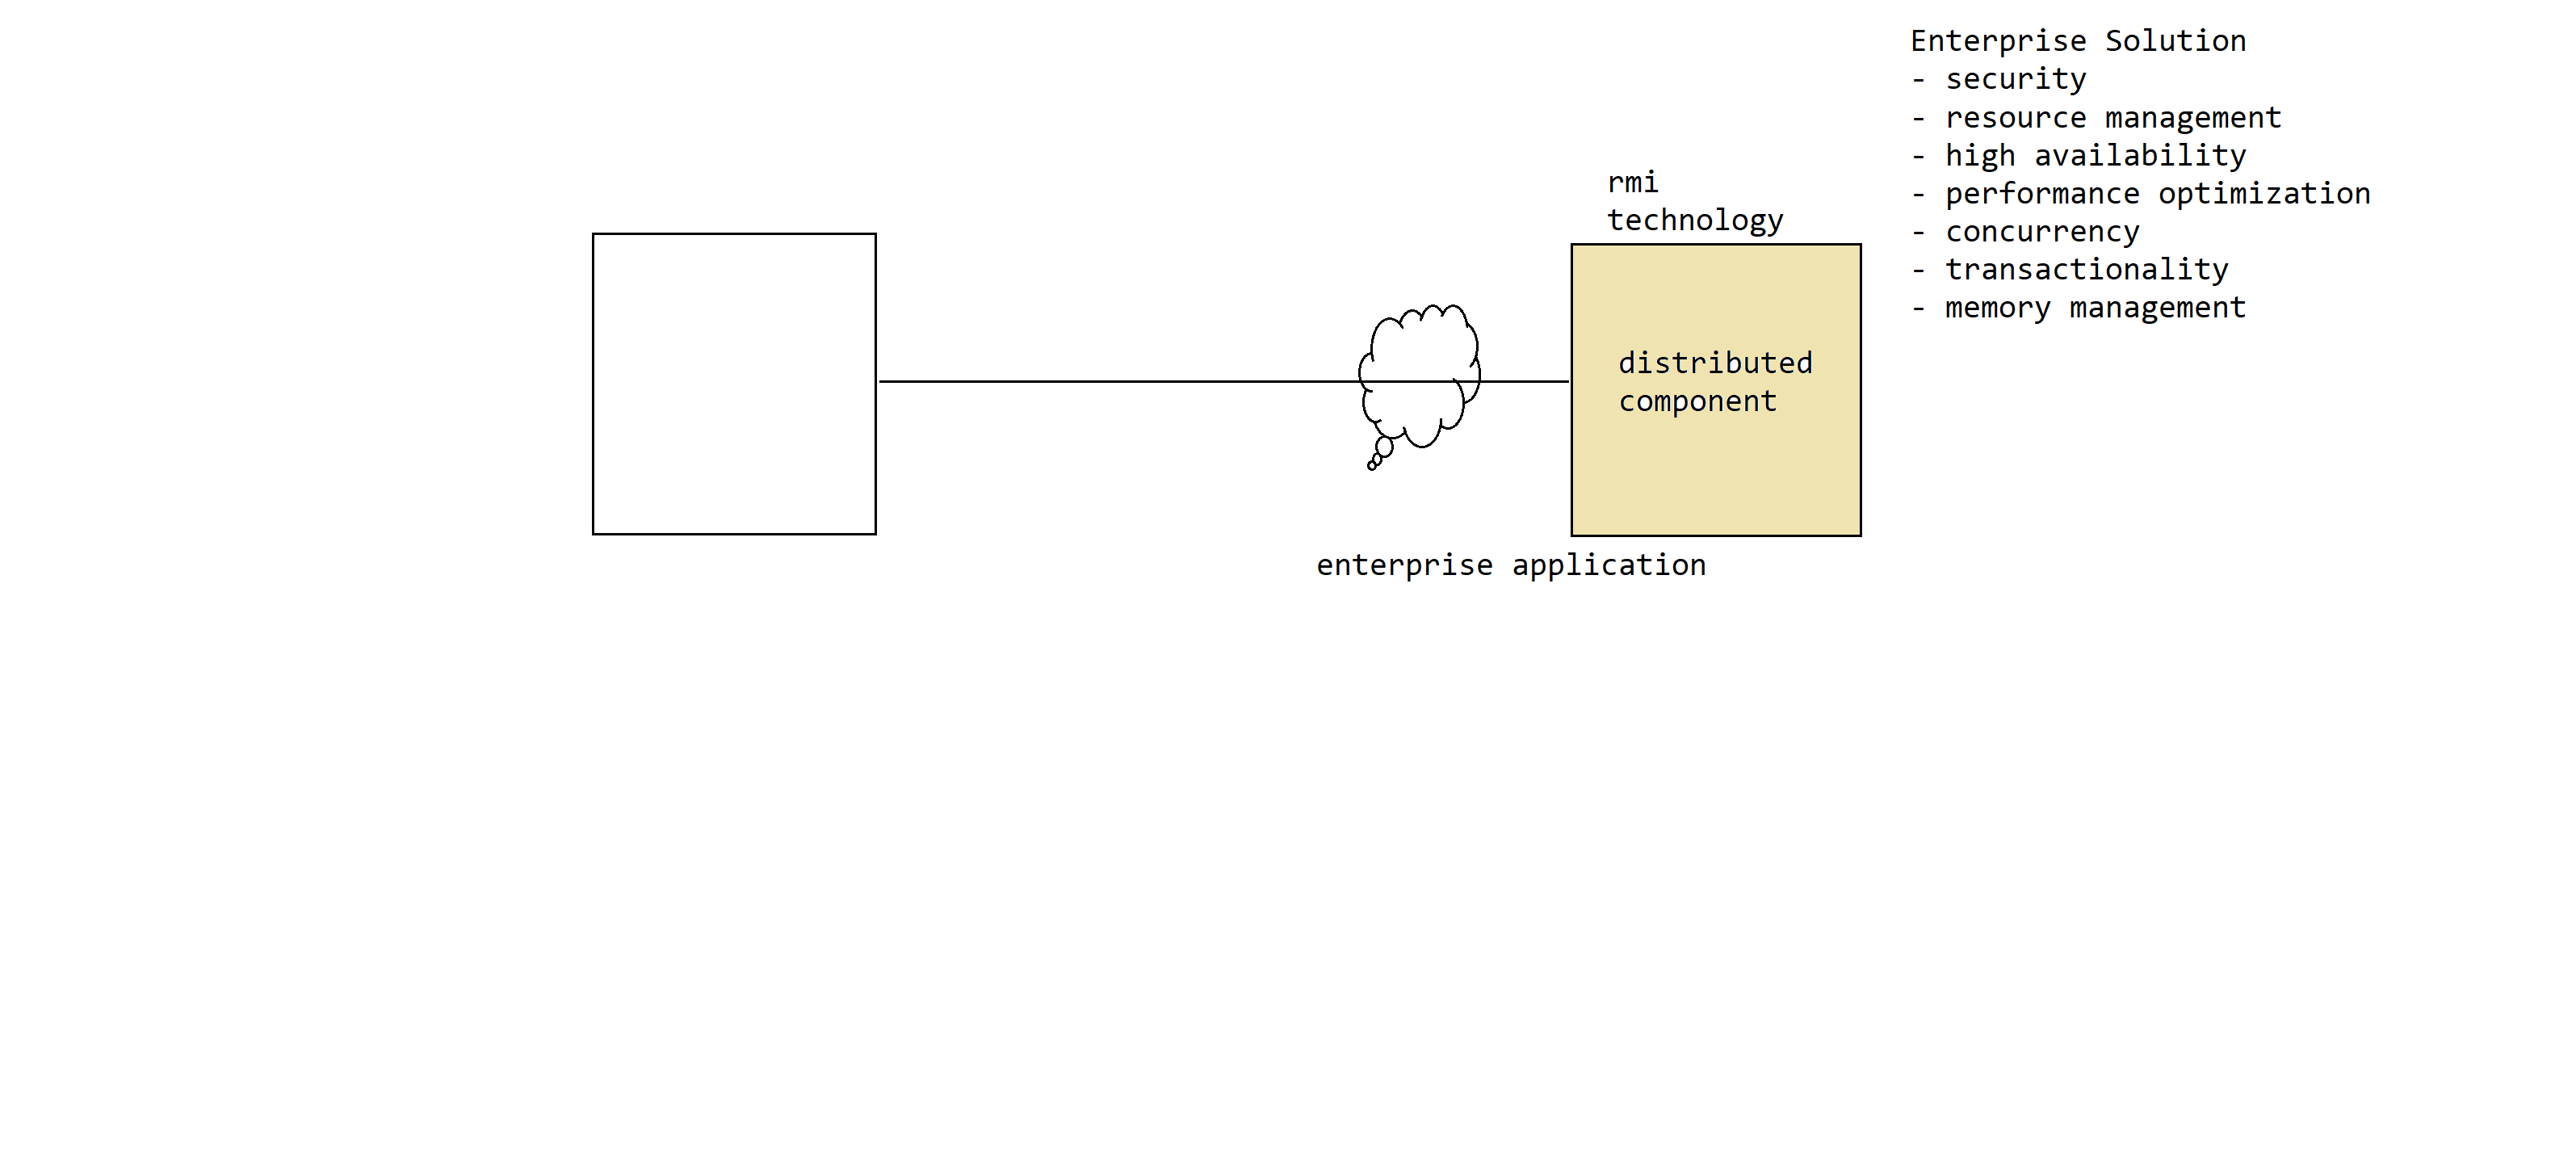 Enterprise Solution
- security
- resource management
- high availability
- performance optimization
- concurrency
- transactionality
- memory management
rmi
technology
distributed
component
enterprise application